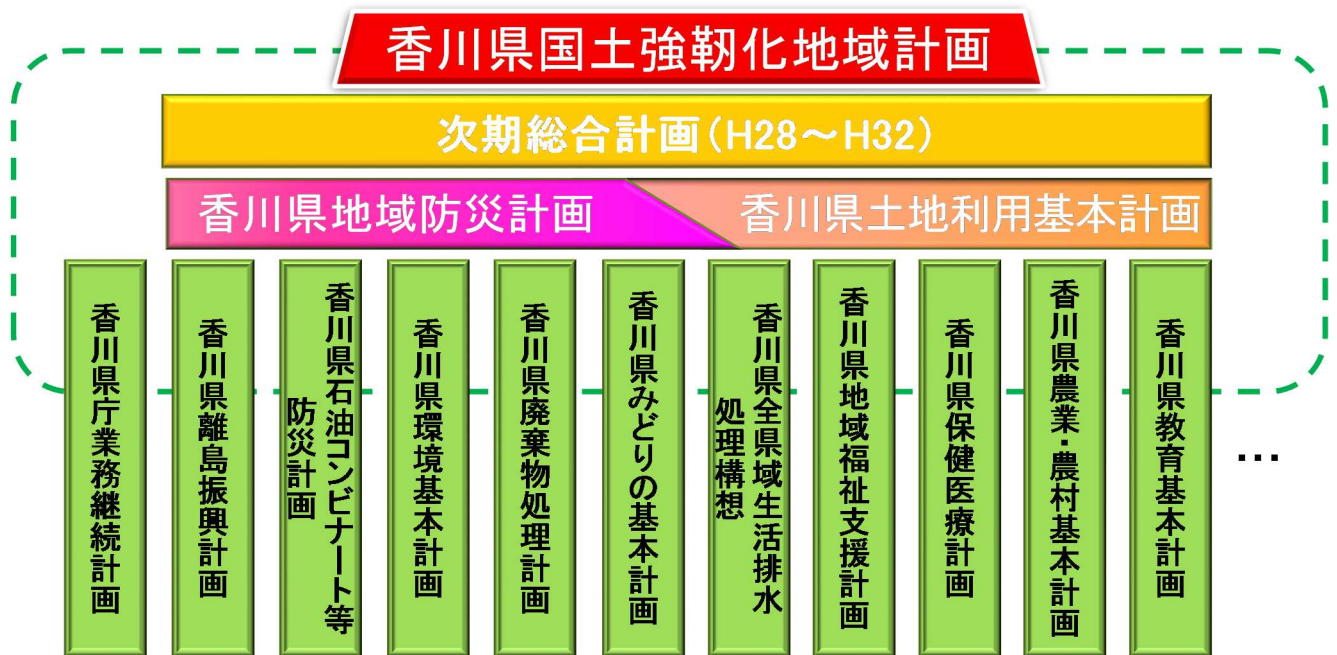 香川県国土強靭化地域計画
次期総合計画(H28～H32)
香川県地域防災計画
香川県土地利用基本計画
香川県庁業務継続計画
香川県離島振興計画
香川県石油コンビナート等
防災計画
香川県環境基本計画
香川県廃棄物処理計画
香川県みどりの基本計画
香川県全県域生活排水
処理構想
香川県地域福祉支援計画
香川県保健医療計画
香川県農業・農村基本計画
香川県教育基本計画
…